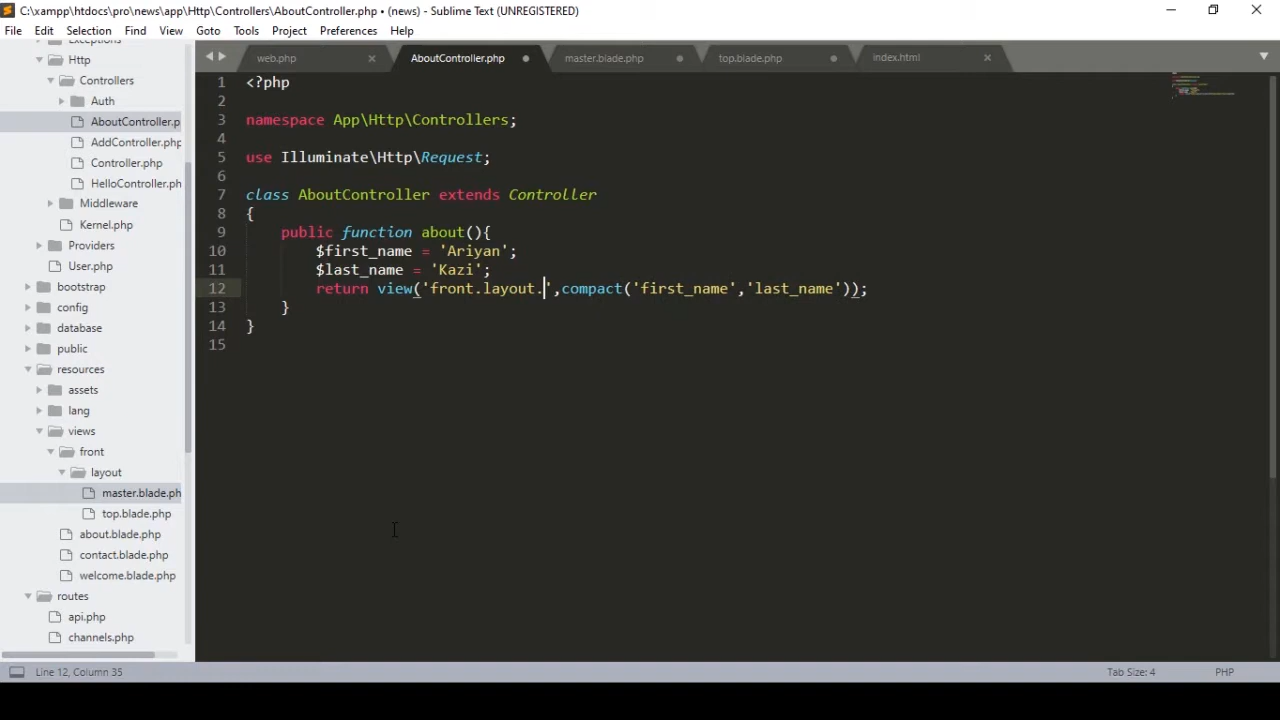 C:\xampp\htdocs\pro\news\app\Http\Controllers\AboutController.php • (news) - Sublime Text (UNREGISTERED)
File Edit Selection Find View Goto Tools Project Preferences Help
web.php AboutController.php master.blade.php top.blade.php index.html
Exceptions
Http
Controllers
Auth
AboutController.p
AddController.php
Controller.php
HelloController.ph
Middleware
Kernel.php
Providers
User.php
bootstrap
config
database
public
resources
assets
lang
views
front
layout
master.blade.ph
top.blade.php
about.blade.php
contact.blade.php
welcome.blade.php
routes
api.php
channels.php
1 <?php
2
3 namespace App\Http\Controllers;
4
5 use Illuminate\Http\Request;
6
7 class AboutController extends Controller
8 {
9 public function about(){
10 $first_name = 'Ariyan';
11 $last_name = 'Kazi';
12 return view('front.layout.',compact('first_name','last_name'));
13 }
14 }
15
Line 12, Column 35 Tab Size: 4 PHP